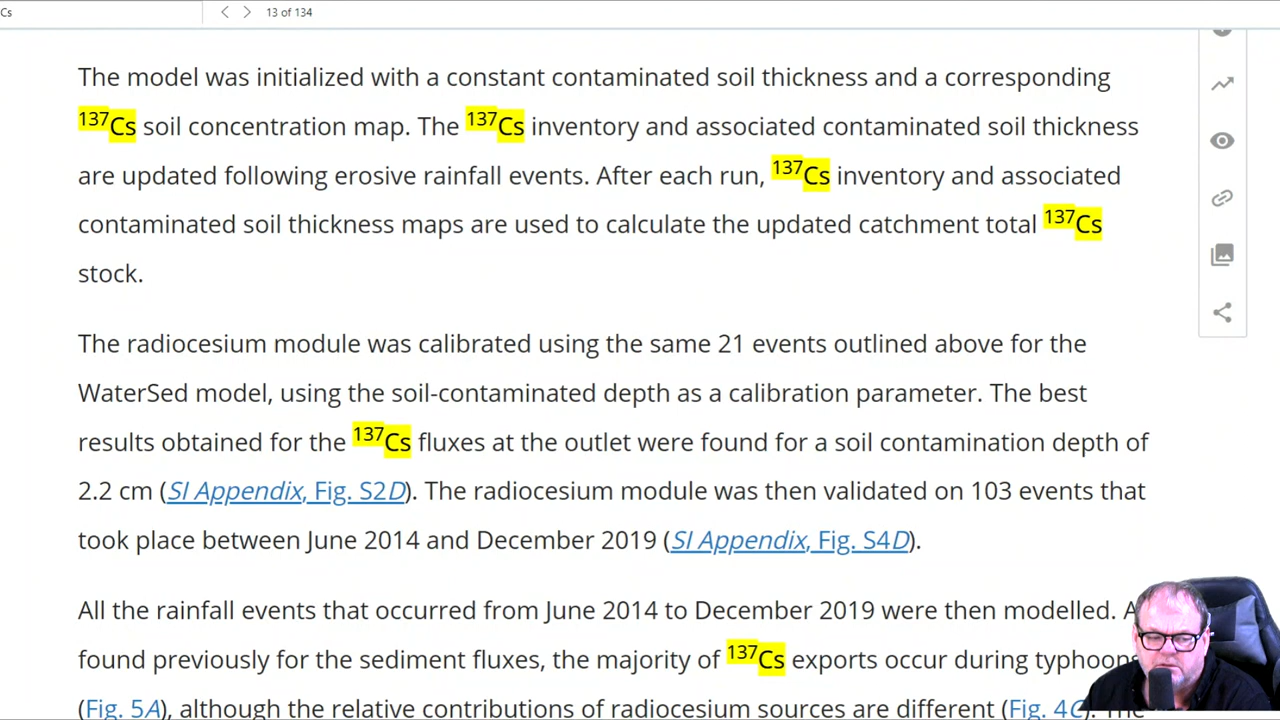 Cs
13 of 134
The model was initialized with a constant contaminated soil thickness and a corresponding
137Cs soil concentration map. The 137Cs inventory and associated contaminated soil thickness
are updated following erosive rainfall events. After each run, 137Cs inventory and associated
contaminated soil thickness maps are used to calculate the updated catchment total 137Cs
stock.
The radiocesium module was calibrated using the same 21 events outlined above for the
WaterSed model, using the soil-contaminated depth as a calibration parameter. The best
results obtained for the 137Cs fluxes at the outlet were found for a soil contamination depth of
2.2 cm (SI Appendix, Fig. S2D). The radiocesium module was then validated on 103 events that
took place between June 2014 and December 2019 (SI Appendix, Fig. S4D).
All the rainfall events that occurred from June 2014 to December 2019 were then modelled.
found previously for the sediment fluxes, the majority of 137Cs exports occur during
(Fig. 5A), although the relative contributions of radiocesium sources are different (Fig. 4C).